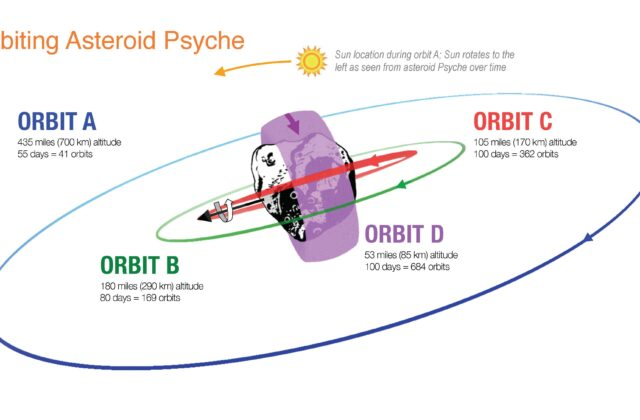 biting Asteroid Psyche
Sun location during orbit A; Sun rotates to the
left as seen from asteroid Psyche over time
ORBIT A
435 miles (700 km) altitude
55 days = 41 orbits
ORBIT C
105 miles (170 km) altitude
100 days = 362 orbits
ORBIT D
53 miles (85 km) altitude
100 days = 684 orbits
ORBIT B
180 miles (290 km) altitude
80 days = 169 orbits